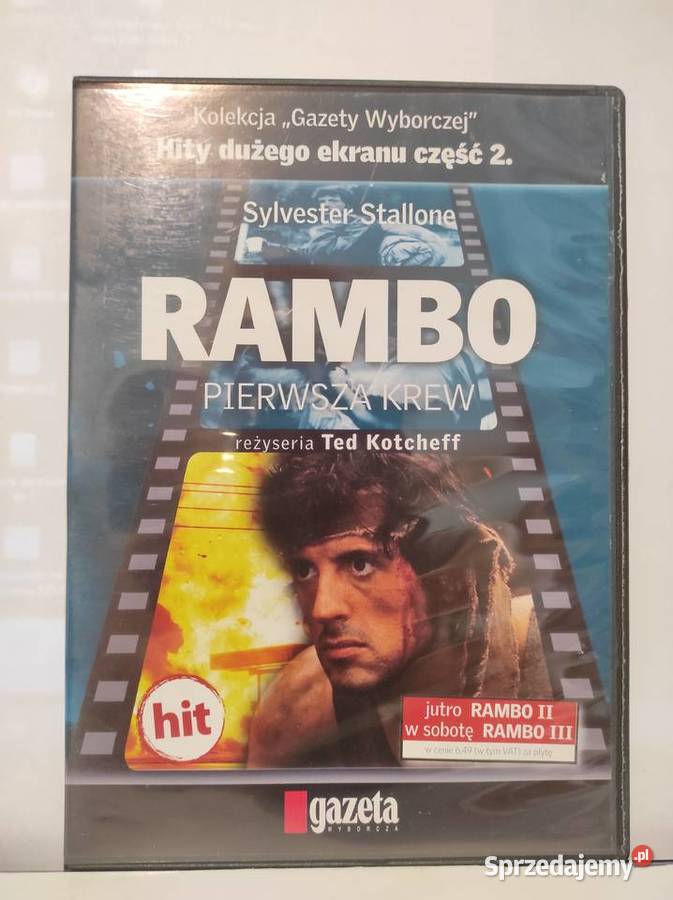 Kolekcja „Gazety Wyborczej”
Hity dużego ekranu część 2.
Sylvester Stallone
RAMBO
PIERWSZA KREW
reżyseria Ted Kotcheff
hit
jutro RAMBO II
w sobotę RAMBO III
w cenie 6,49 (w tym VAT) za płytę
gazeta
WYBORCZA
Sprzedajemy.pl